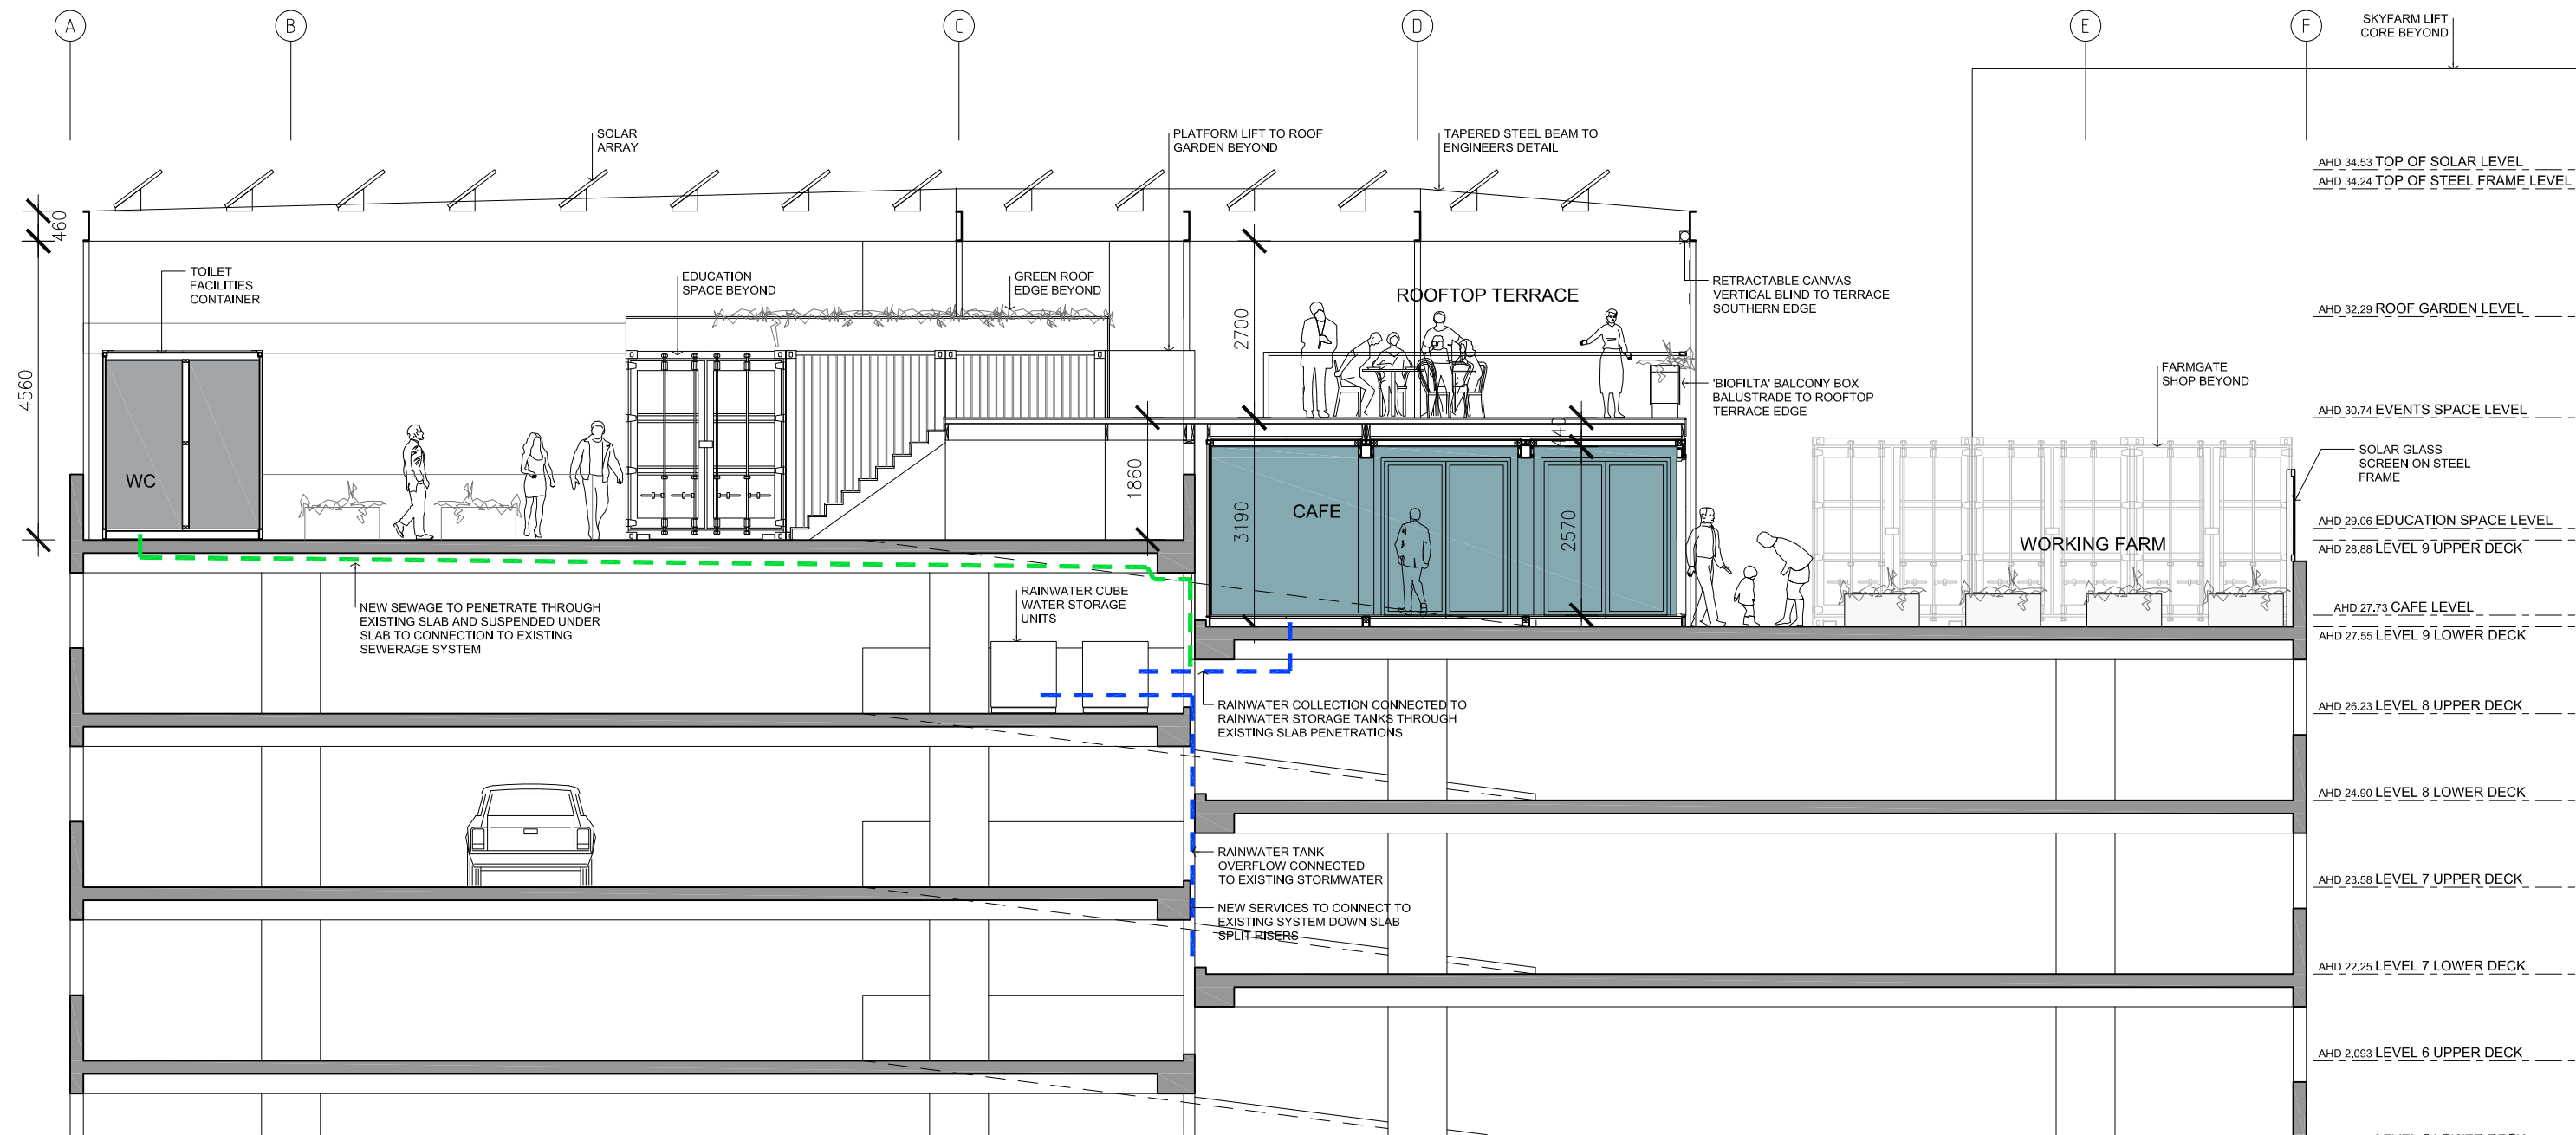 A
B
C
D
E
F
SKYFARM LIFT
CORE BEYOND
SOLAR
ARRAY
PLATFORM LIFT TO ROOF
GARDEN BEYOND
TAPERED STEEL BEAM TO
ENGINEERS DETAIL
AHD 34.53 TOP OF SOLAR LEVEL
AHD 34.24 TOP OF STEEL FRAME LEVEL
460
4560
TOILET
FACILITIES
CONTAINER
EDUCATION
SPACE BEYOND
GREEN ROOF
EDGE BEYOND
2700
ROOFTOP TERRACE
RETRACTABLE CANVAS
VERTICAL BLIND TO TERRACE
SOUTHERN EDGE
AHD 32.29 ROOF GARDEN LEVEL
'BIOFILTA' BALCONY BOX
BALUSTRADE TO ROOFTOP
TERRACE EDGE
FARMGATE
SHOP BEYOND
AHD 30.74 EVENTS SPACE LEVEL
SOLAR GLASS
SCREEN ON STEEL
FRAME
WC
1860
440
3190
CAFE
2570
WORKING FARM
AHD 29.06 EDUCATION SPACE LEVEL
AHD 28.88 LEVEL 9 UPPER DECK
NEW SEWAGE TO PENETRATE THROUGH
EXISTING SLAB AND SUSPENDED UNDER
SLAB TO CONNECTION TO EXISTING
SEWERAGE SYSTEM
RAINWATER CUBE
WATER STORAGE
UNITS
AHD 27.73 CAFE LEVEL
AHD 27.55 LEVEL 9 LOWER DECK
RAINWATER COLLECTION CONNECTED TO
RAINWATER STORAGE TANKS THROUGH
EXISTING SLAB PENETRATIONS
AHD 26.23 LEVEL 8 UPPER DECK
AHD 24.90 LEVEL 8 LOWER DECK
RAINWATER TANK
OVERFLOW CONNECTED
TO EXISTING STORMWATER
AHD 23.58 LEVEL 7 UPPER DECK
NEW SERVICES TO CONNECT TO
EXISTING SYSTEM DOWN SLAB
SPLIT RISERS
AHD 22.25 LEVEL 7 LOWER DECK
AHD 2.093 LEVEL 6 UPPER DECK